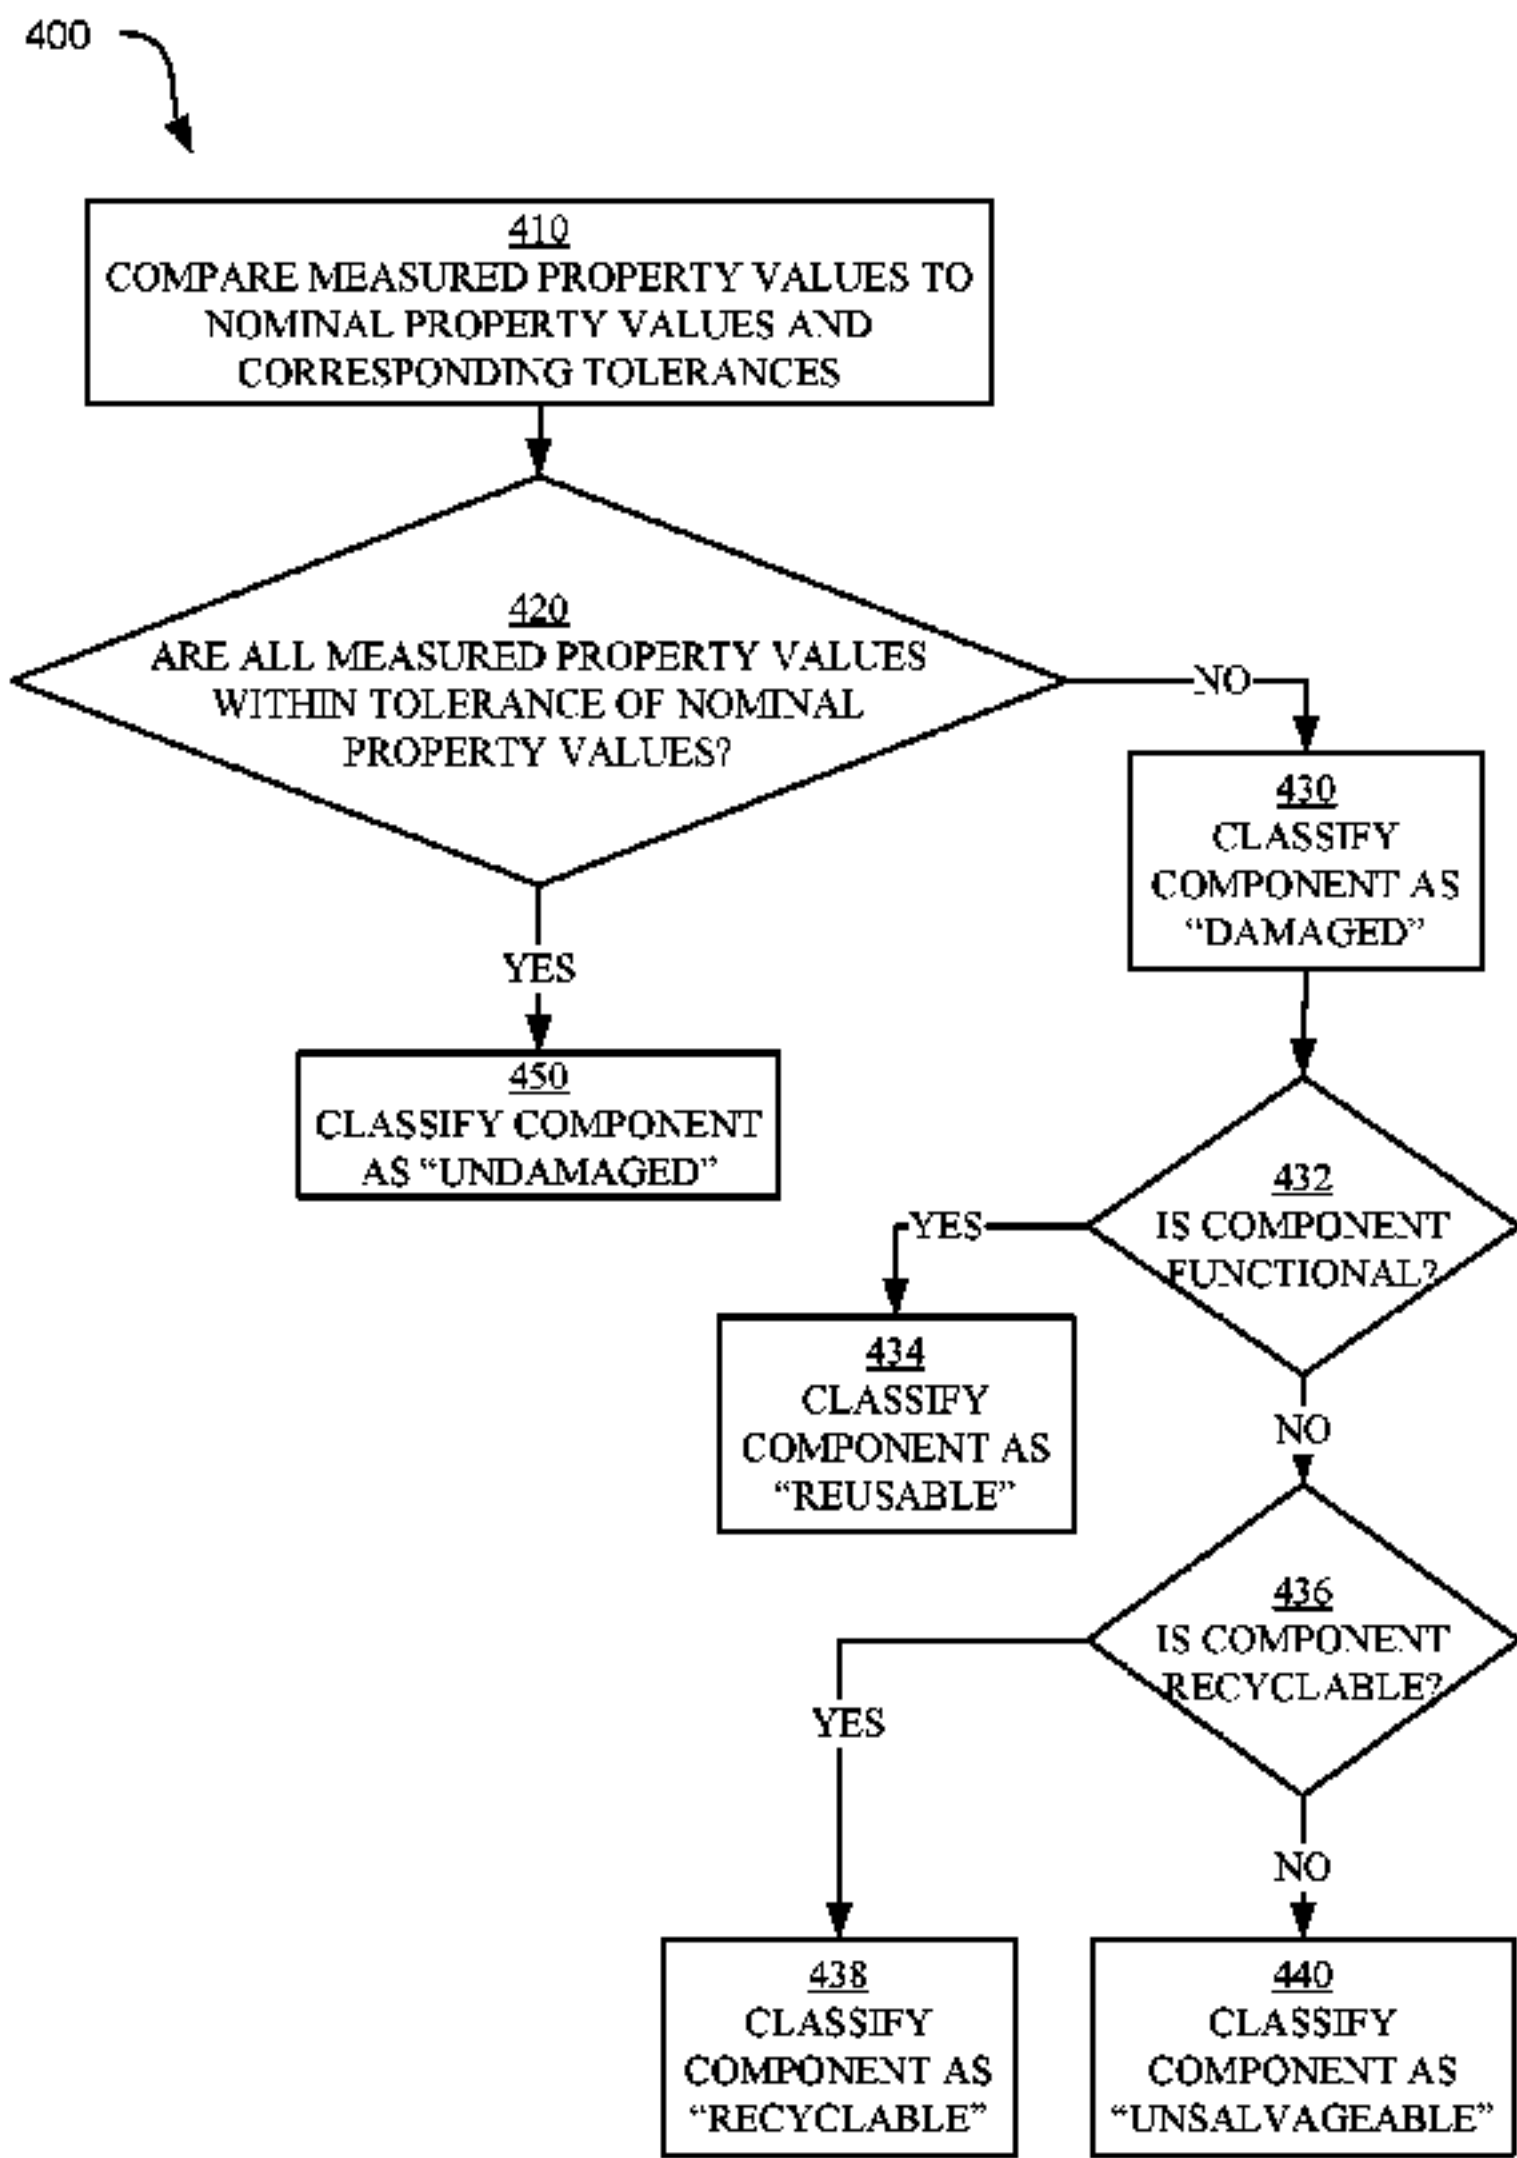 400
410
COMPARE MEASURED PROPERTY VALUES TO
NOMINAL PROPERTY VALUES AND
CORRESPONDING TOLERANCES
420
ARE ALL MEASURED PROPERTY VALUES
WITHIN TOLERANCE OF NOMINAL
PROPERTY VALUES?
NO
430
CLASSIFY
COMPONENT AS
“DAMAGED”
YES
450
CLASSIFY COMPONENT
AS “UNDAMAGED”
432
IS COMPONENT
FUNCTIONAL?
YES
434
CLASSIFY
COMPONENT AS
“REUSABLE”
NO
436
IS COMPONENT
RECYCLABLE?
YES
NO
438
CLASSIFY
COMPONENT AS
“RECYCLABLE”
440
CLASSIFY
COMPONENT AS
“UNSALVAGEABLE”